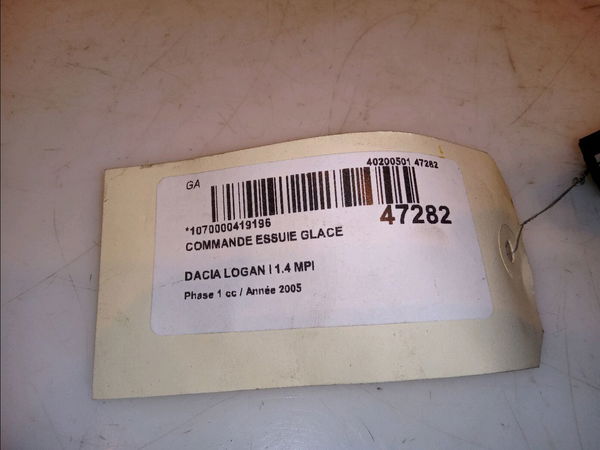 GA
40200501 47282
*1070000419196
47282
COMMANDE ESSUIE GLACE
DACIA LOGAN I 1.4 MPI
Phase 1 cc / Année 2005